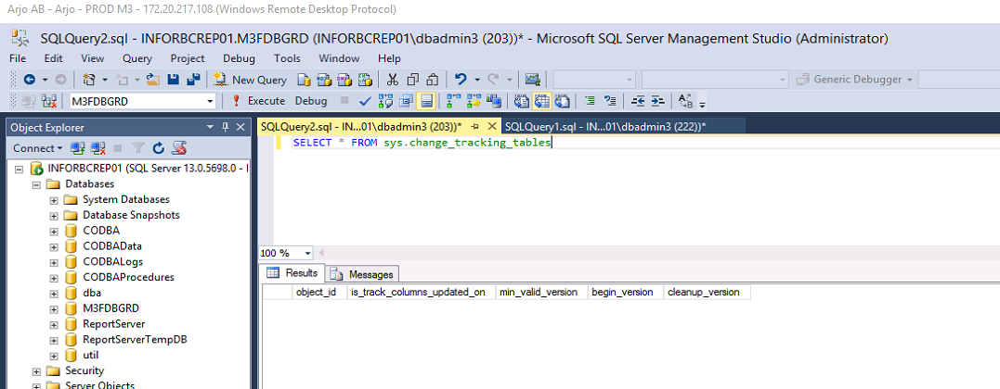 Arjo AB - Arjo - PROD M3 - 172.20.217.108 (Windows Remote Desktop Protocol)
SQLQuery2.sql - INFORBCREP01.M3FDBGRD (INFORBCREP01\dbadmin3 (203))* - Microsoft SQL Server Management Studio (Administrator)
File Edit View Query Project Debug Tools Window Help
New Query Generic Debugger
M3FDBGRD Execute Debug
Object Explorer
SQLQuery2.sql - IN...01\dbadmin3 (203))* SQLQuery1.sql - IN...01\dbadmin3 (222))*
Connect
SELECT * FROM sys.change_tracking_tables
INFORBCREP01 (SQL Server 13.0.5698.0 - I
Databases
System Databases
Database Snapshots
CODBA
CODBAData
CODBALogs
CODBAProcedures
dba
M3FDBGRD
ReportServer
ReportServerTempDB
util
Security
Server Objects
100 %
Results Messages
object_id is_track_columns_updated_on min_valid_version begin_version cleanup_version